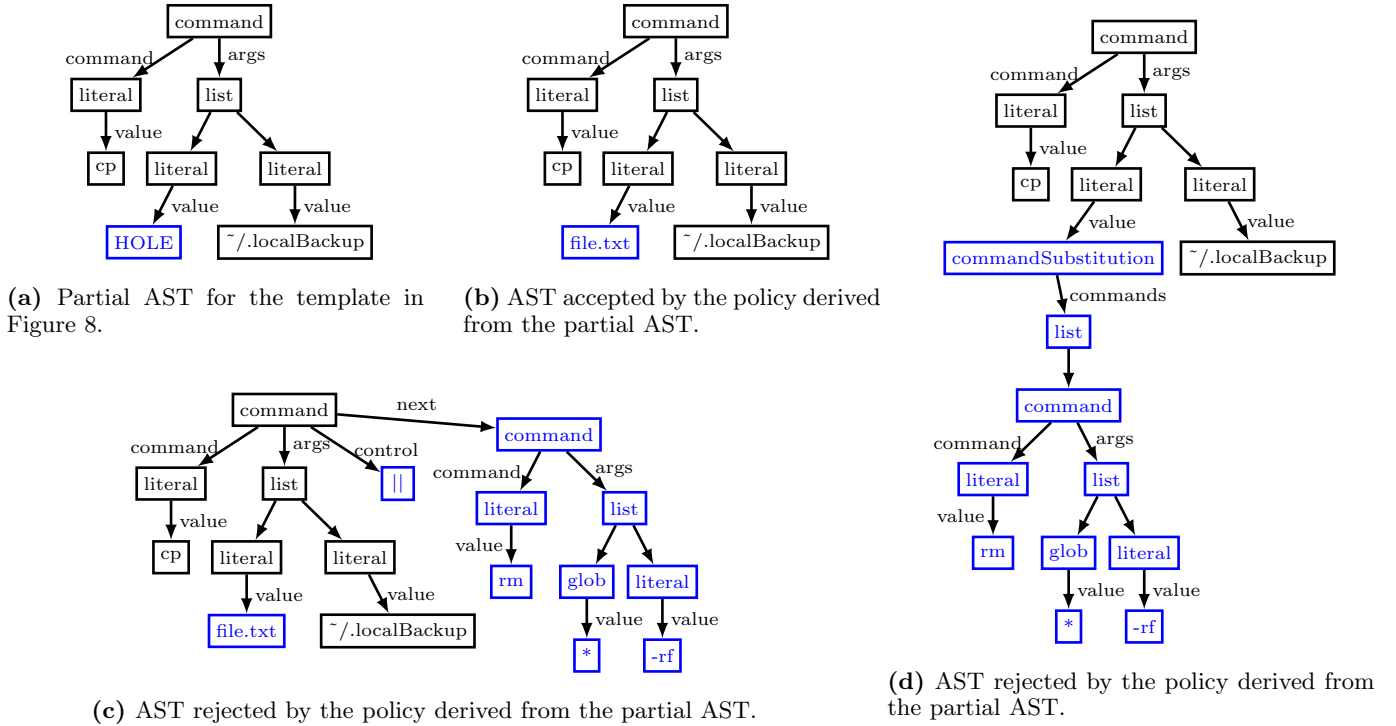 command
command args
literal list
value
cp literal literal
value value
HOLE ~/.localBackup
(a) Partial AST for the template in
Figure 8.
command
command args
literal list
value
cp literal literal
value value
file.txt ~/.localBackup
(b) AST accepted by the policy derived
from the partial AST.
command
next
command args control
literal list ||
value
cp literal literal
value value
file.txt ~/.localBackup
command
command args
literal list
value
rm glob literal
value value
* -rf
(c) AST rejected by the policy derived from the partial AST.
command
command args
literal list
value
cp literal literal
value value
commandSubstitution ~/.localBackup
commands
list
command
command args
literal list
value
rm glob literal
value value
* -rf
(d) AST rejected by the policy derived from
the partial AST.